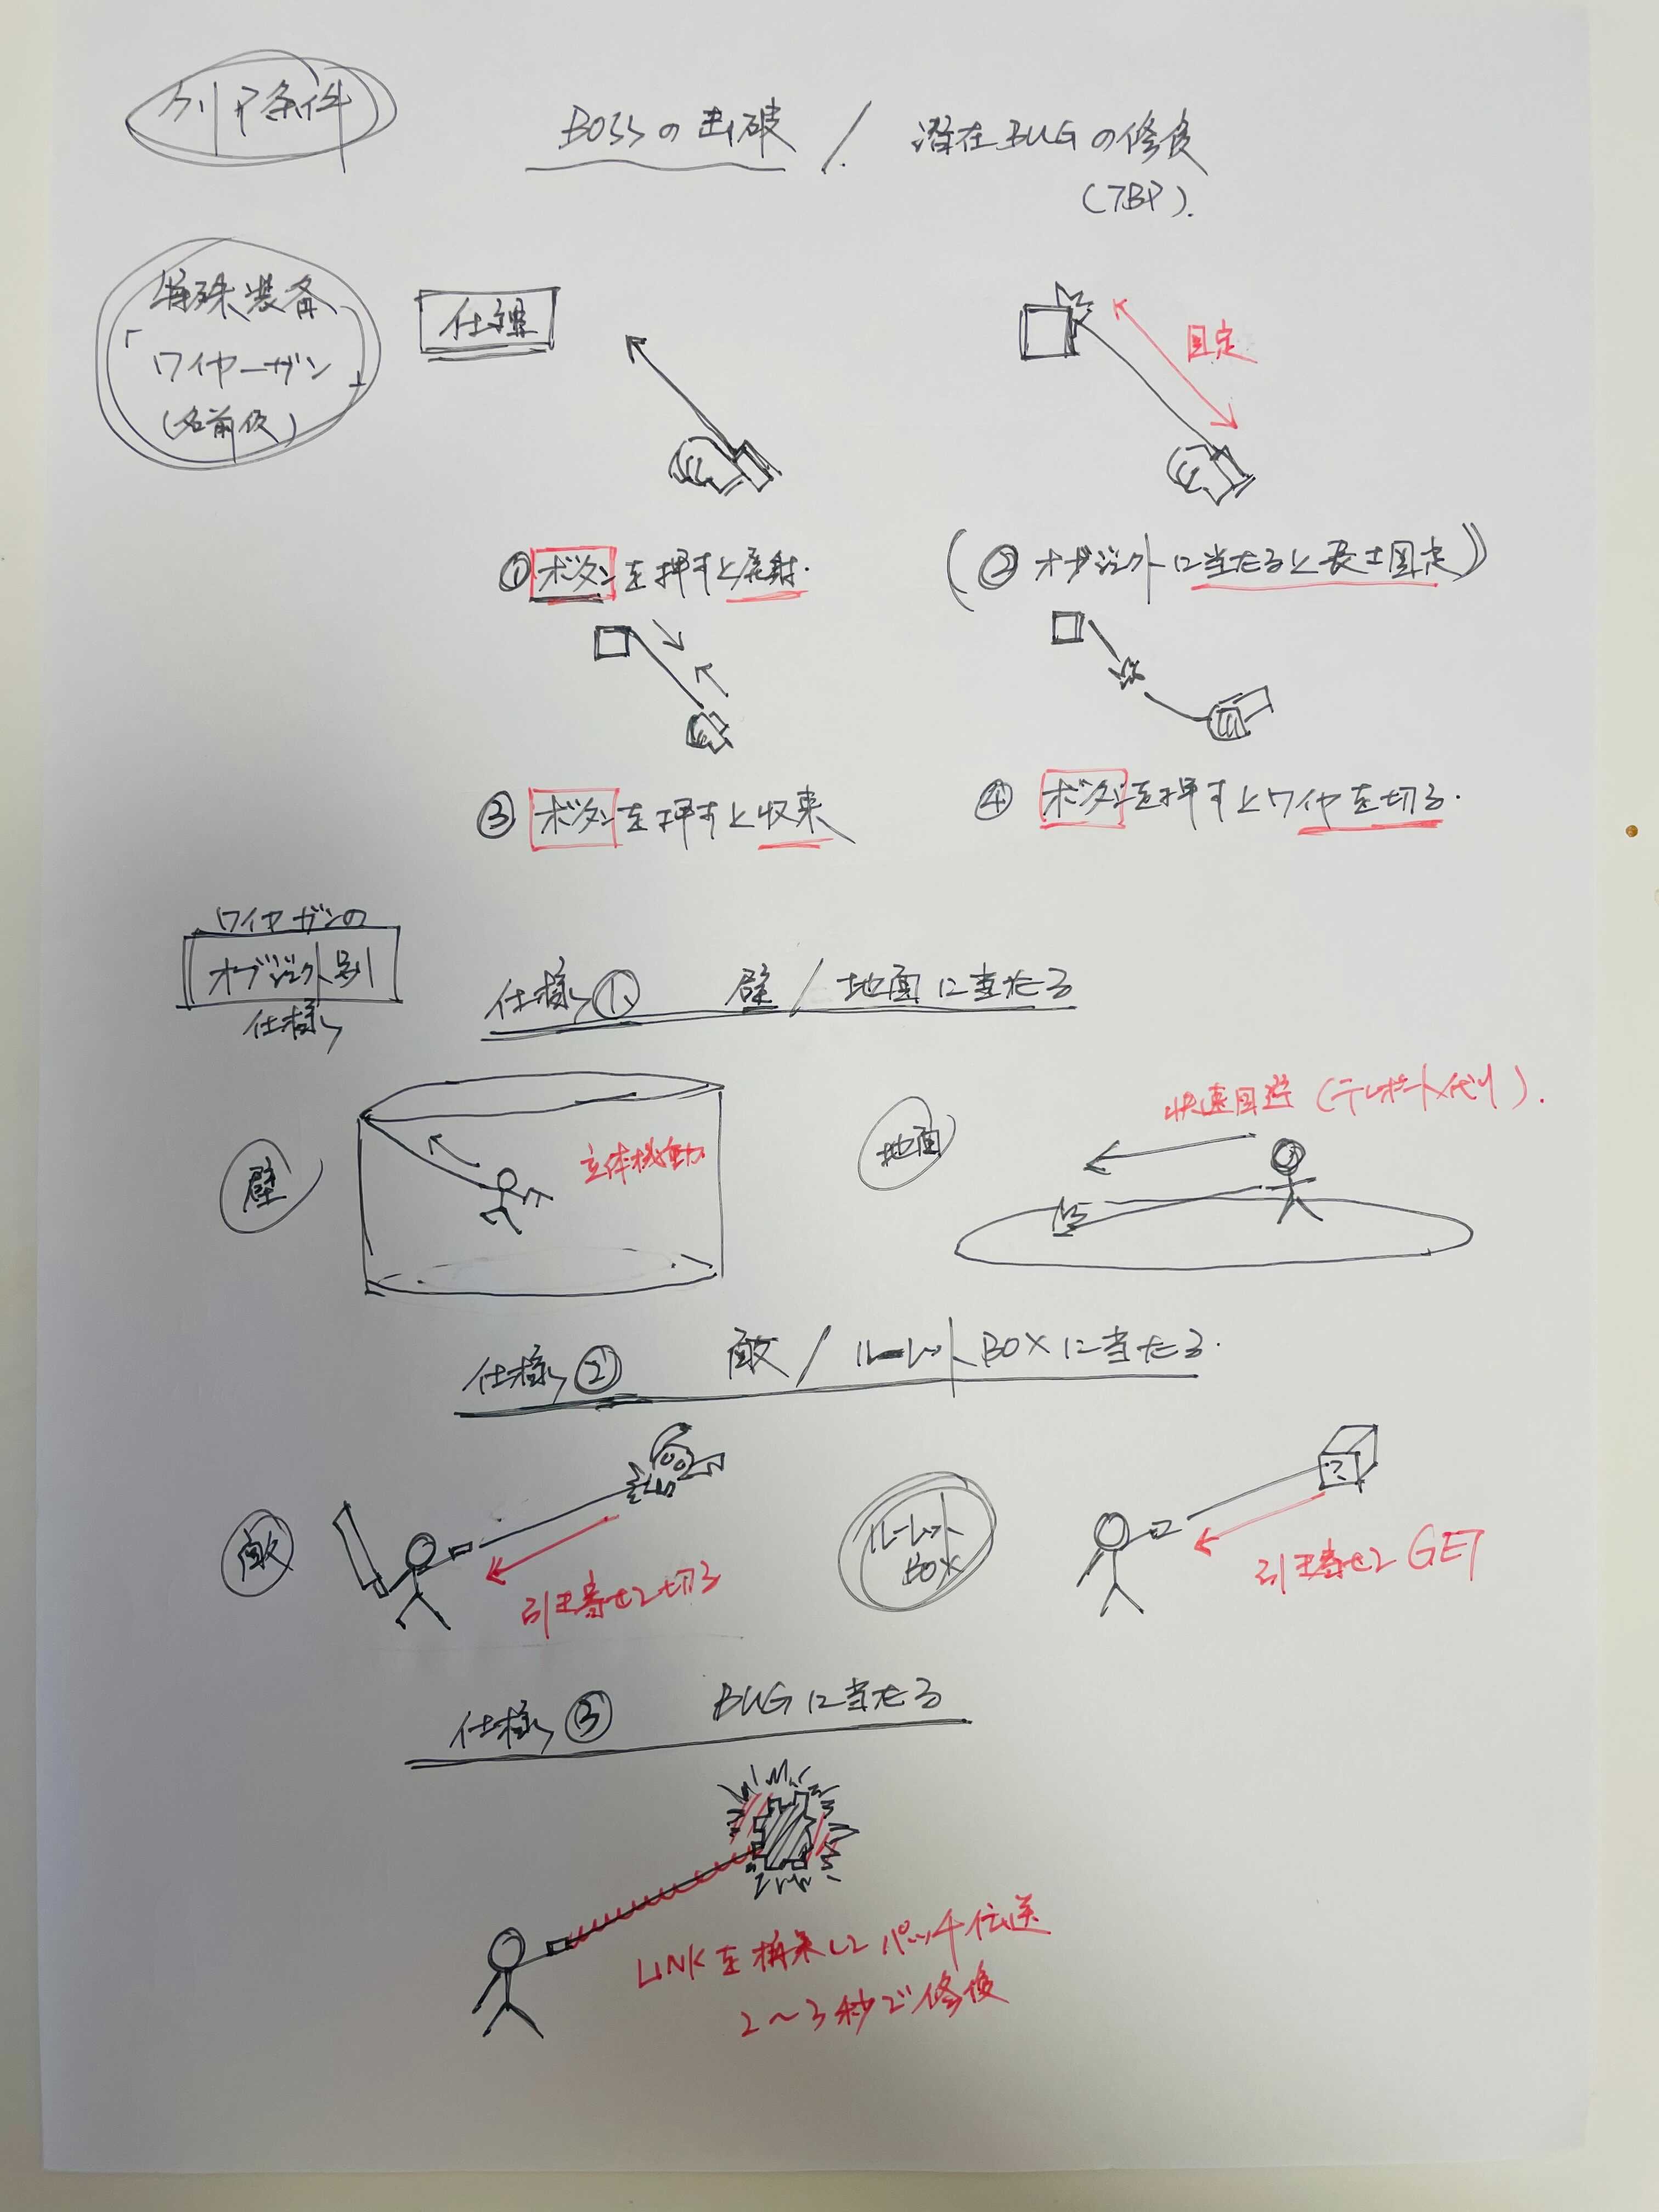 クリア条件
BOSSの撃破 / 潜在BUGの修復
(TBD).
特殊装備
「ワイヤーガン」
(名前仮)
仕様
固定
① ボタンを押すと発射.
(② オブジェクトに当たると長さ固定)
③ ボタンを押すと収束
④ ボタンを押すとワイヤを切る.
ワイヤガンの
オブジェクト別
仕様
仕様① 壁 / 地面に当たる
壁
立体機動
地面
快速回避 (テレポート代り).
仕様② 敵 / ルーレットBOXに当たる.
敵
引き寄せて切る
ルーレット
BOX
引き寄せて GET
仕様③ BUGに当たる
LINKを構築してパッチ伝送
2〜3秒で修復